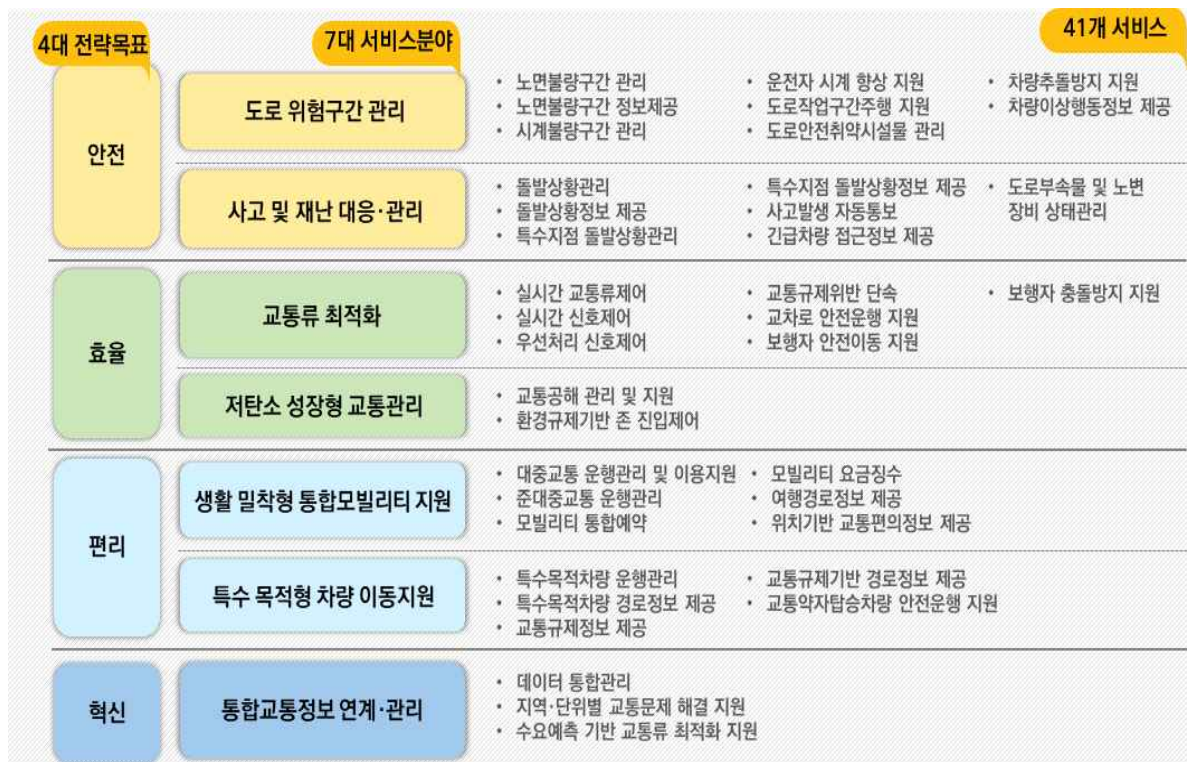 4대 전략목표
7대 서비스분야
41개 서비스
안전
도로 위험구간 관리
• 노면불량구간 관리
• 노면불량구간 정보제공
• 시계불량구간 관리
• 운전자 시계 향상 지원
• 도로작업구간주행 지원
• 도로안전취약시설물 관리
• 차량추돌방지 지원
• 차량이상행동정보 제공
사고 및 재난 대응·관리
• 돌발상황관리
• 돌발상황정보 제공
• 특수지점 돌발상황관리
• 특수지점 돌발상황정보 제공
• 사고발생 자동통보
• 긴급차량 접근정보 제공
• 도로부속물 및 노변
장비 상태관리
효율
교통류 최적화
• 실시간 교통류제어
• 실시간 신호제어
• 우선처리 신호제어
• 교통규제위반 단속
• 교차로 안전운행 지원
• 보행자 안전이동 지원
• 보행자 충돌방지 지원
저탄소 성장형 교통관리
• 교통공해 관리 및 지원
• 환경규제기반 존 진입제어
편리
생활 밀착형 통합모빌리티 지원
• 대중교통 운행관리 및 이용지원
• 준대중교통 운행관리
• 모빌리티 통합예약
• 모빌리티 요금징수
• 여행경로정보 제공
• 위치기반 교통편의정보 제공
특수 목적형 차량 이동지원
• 특수목적차량 운행관리
• 특수목적차량 경로정보 제공
• 교통규제정보 제공
• 교통규제기반 경로정보 제공
• 교통약자탑승차량 안전운행 지원
혁신
통합교통정보 연계·관리
• 데이터 통합관리
• 지역·단위별 교통문제 해결 지원
• 수요예측 기반 교통류 최적화 지원